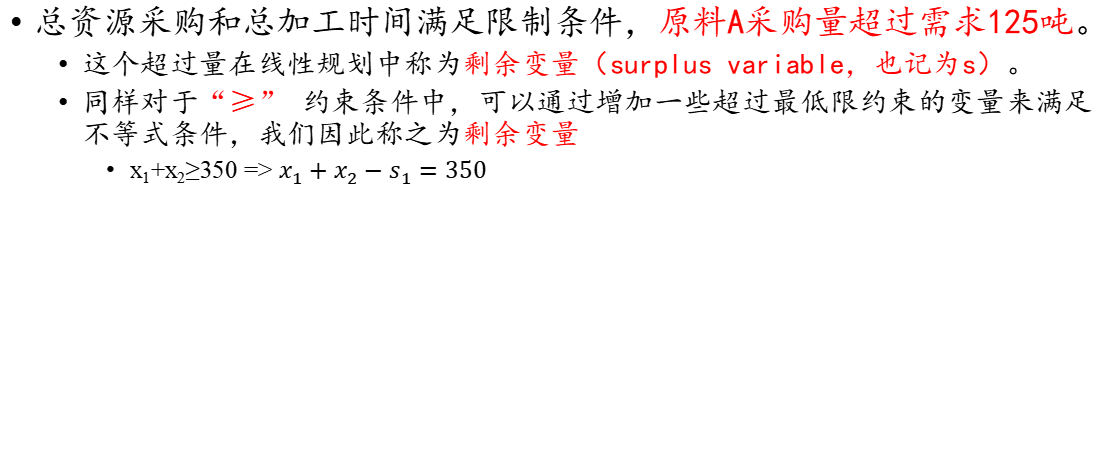 • 总资源采购和总加工时间满足限制条件，原料A采购量超过需求125吨。
• 这个超过量在线性规划中称为剩余变量（surplus variable，也记为s）。
• 同样对于“≥” 约束条件中，可以通过增加一些超过最低限约束的变量来满足
不等式条件，我们因此称之为剩余变量
• x₁+x₂≥350 => 𝑥₁ + 𝑥₂ − 𝑠₁ = 350